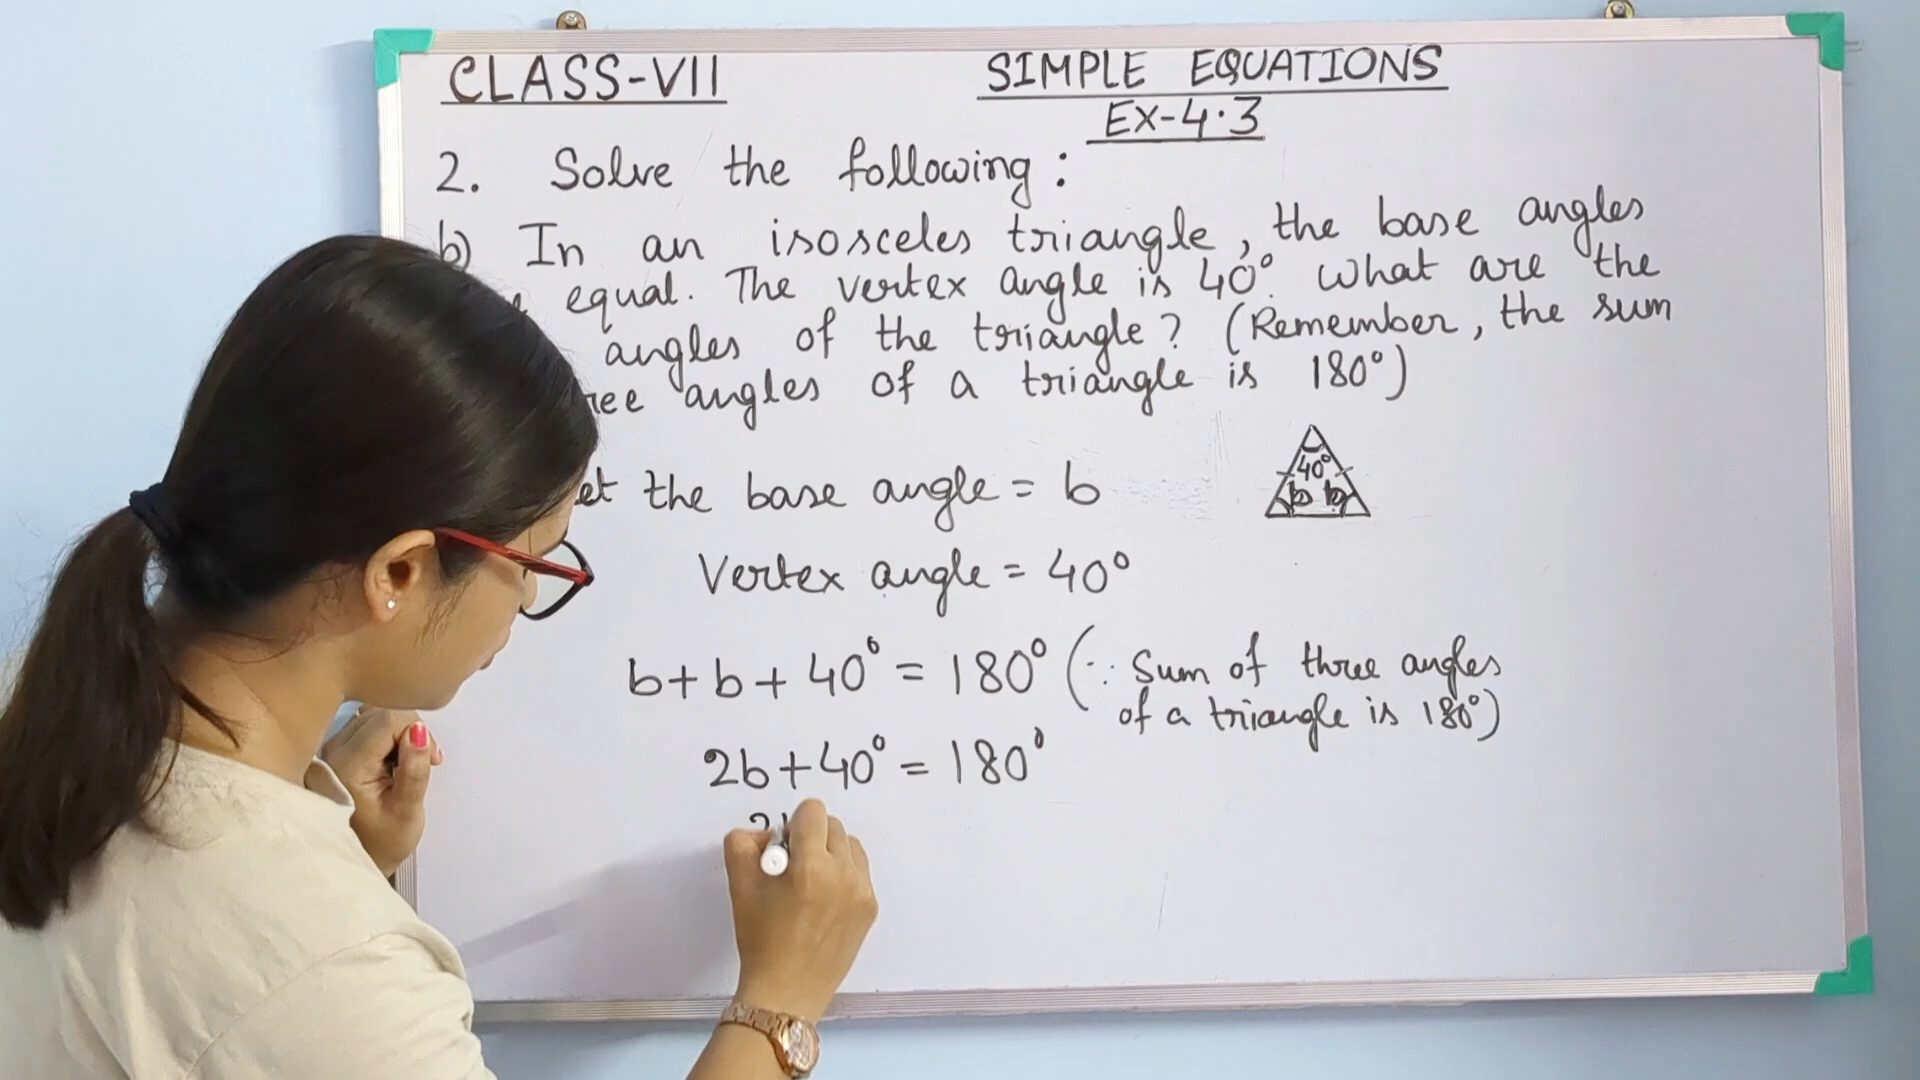 CLASS-VII
SIMPLE EQUATIONS
EX-4.3
2. Solve the following :
b) In an isosceles triangle, the base angles
equal. The vertex angle is 40°. What are the
angles of the triangle? (Remember, the sum
angles of a triangle is 180°)
40°
b b
the base angle = b
Vertex angle = 40°
b+b+40° = 180° (∵ Sum of three angles
of a triangle is 180°)
2b+40° = 180°